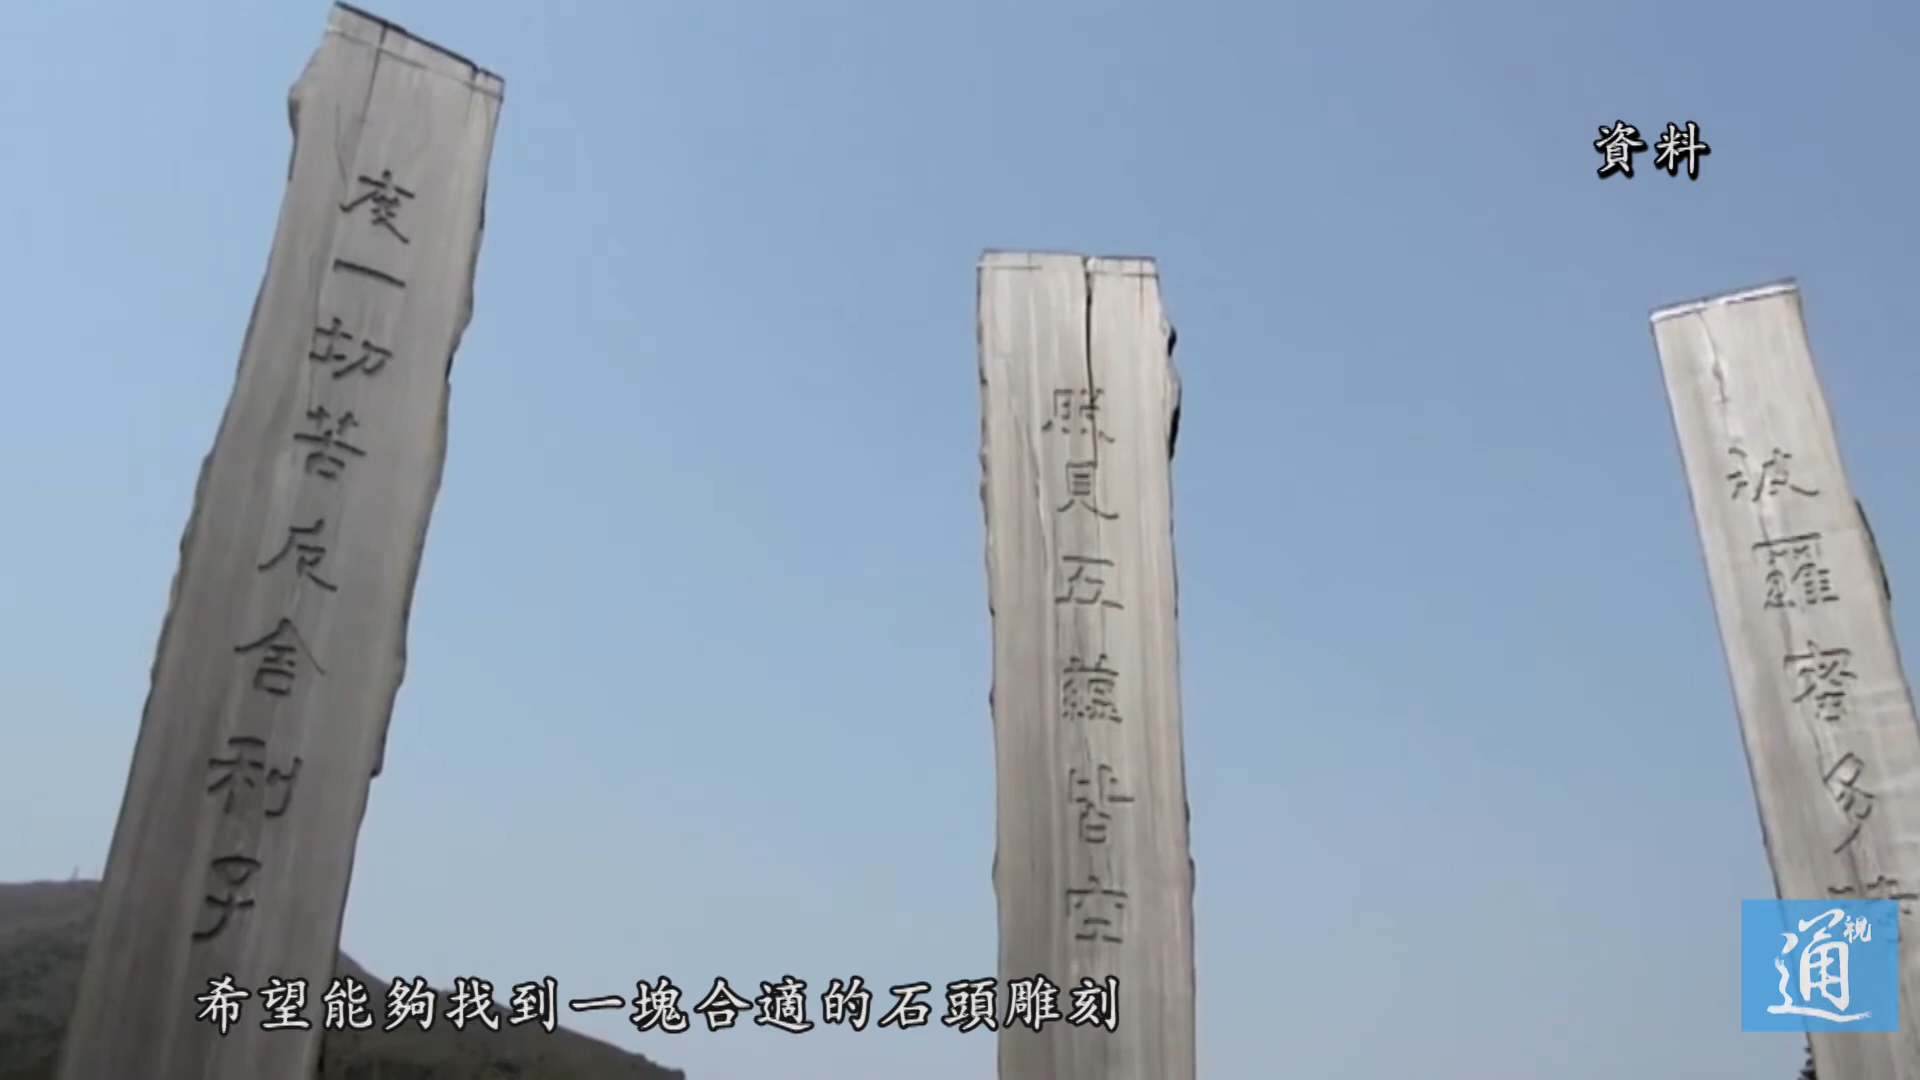 資料
度一切苦厄舍利子
照見五蘊皆空
波羅蜜多時
視
通
希望能夠找到一塊合適的石頭雕刻